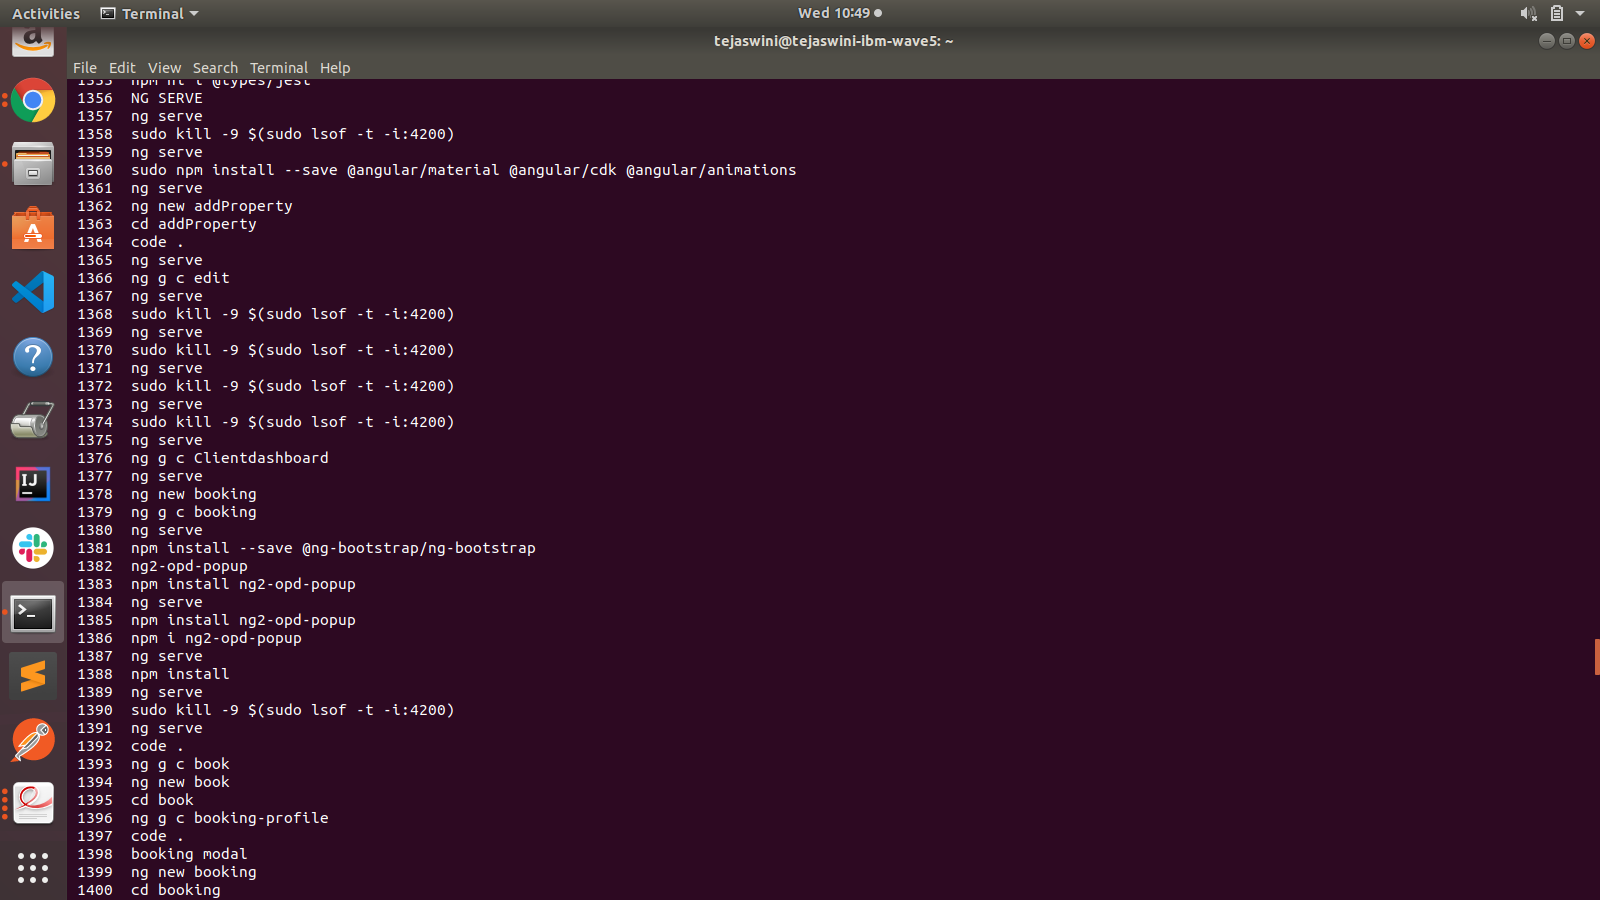 Activities
Terminal
Wed 10:49
tejaswini@tejaswini-ibm-wave5: ~
File Edit View Search Terminal Help
@types/jest
1356 NG SERVE
1357 ng serve
1358 sudo kill -9 $(sudo lsof -t -i:4200)
1359 ng serve
1360 sudo npm install --save @angular/material @angular/cdk @angular/animations
1361 ng serve
1362 ng new addProperty
1363 cd addProperty
1364 code .
1365 ng serve
1366 ng g c edit
1367 ng serve
1368 sudo kill -9 $(sudo lsof -t -i:4200)
1369 ng serve
1370 sudo kill -9 $(sudo lsof -t -i:4200)
1371 ng serve
1372 sudo kill -9 $(sudo lsof -t -i:4200)
1373 ng serve
1374 sudo kill -9 $(sudo lsof -t -i:4200)
1375 ng serve
1376 ng g c Clientdashboard
1377 ng serve
1378 ng new booking
1379 ng g c booking
1380 ng serve
1381 npm install --save @ng-bootstrap/ng-bootstrap
1382 ng2-opd-popup
1383 npm install ng2-opd-popup
1384 ng serve
1385 npm install ng2-opd-popup
1386 npm i ng2-opd-popup
1387 ng serve
1388 npm install
1389 ng serve
1390 sudo kill -9 $(sudo lsof -t -i:4200)
1391 ng serve
1392 code .
1393 ng g c book
1394 ng new book
1395 cd book
1396 ng g c booking-profile
1397 code .
1398 booking modal
1399 ng new booking
1400 cd booking